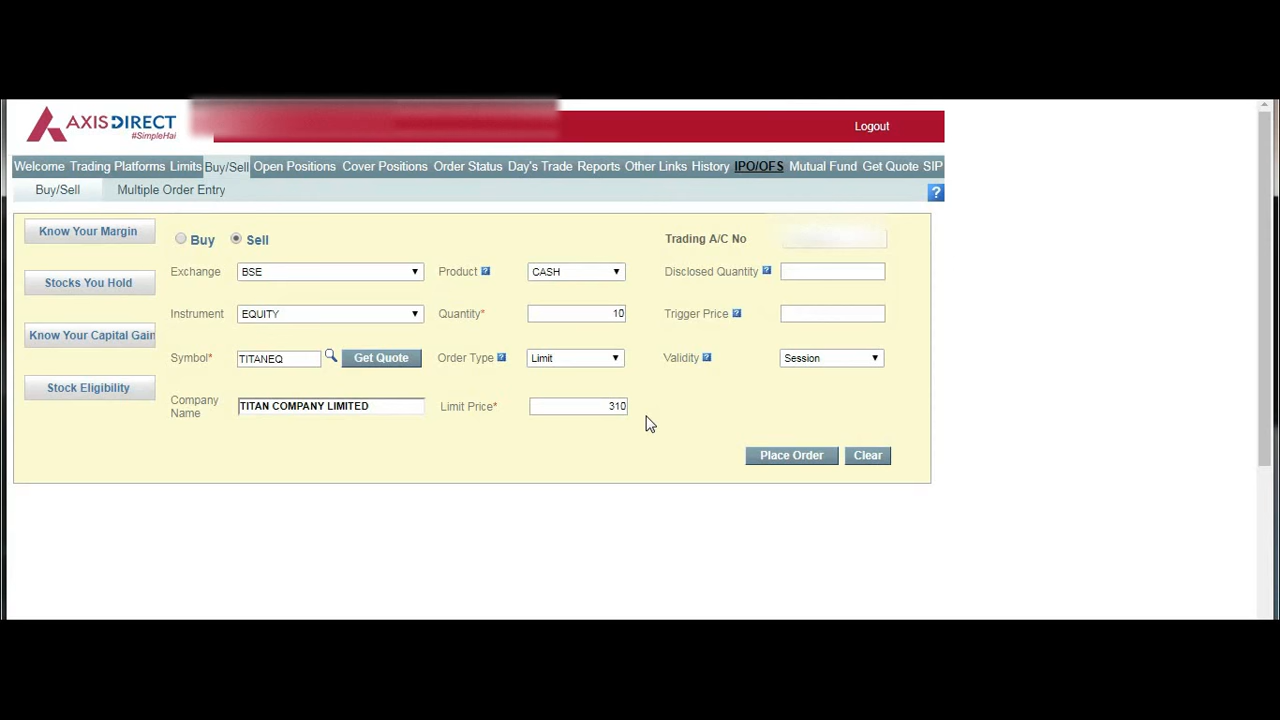 AXISDIRECT
#SimpleHai
Logout
Welcome Trading Platforms Limits Buy/Sell Open Positions Cover Positions Order Status Day's Trade Reports Other Links History IPO/OFS Mutual Fund Get Quote SIP
Buy/Sell Multiple Order Entry ?
Know Your Margin Buy Sell Trading A/C No
Exchange BSE Product ? CASH Disclosed Quantity ?
Stocks You Hold
Instrument EQUITY Quantity* 10 Trigger Price ?
Know Your Capital Gain
Symbol* TITANEQ Get Quote Order Type ? Limit Validity ? Session
Stock Eligibility
Company Name TITAN COMPANY LIMITED Limit Price* 310
Place Order Clear